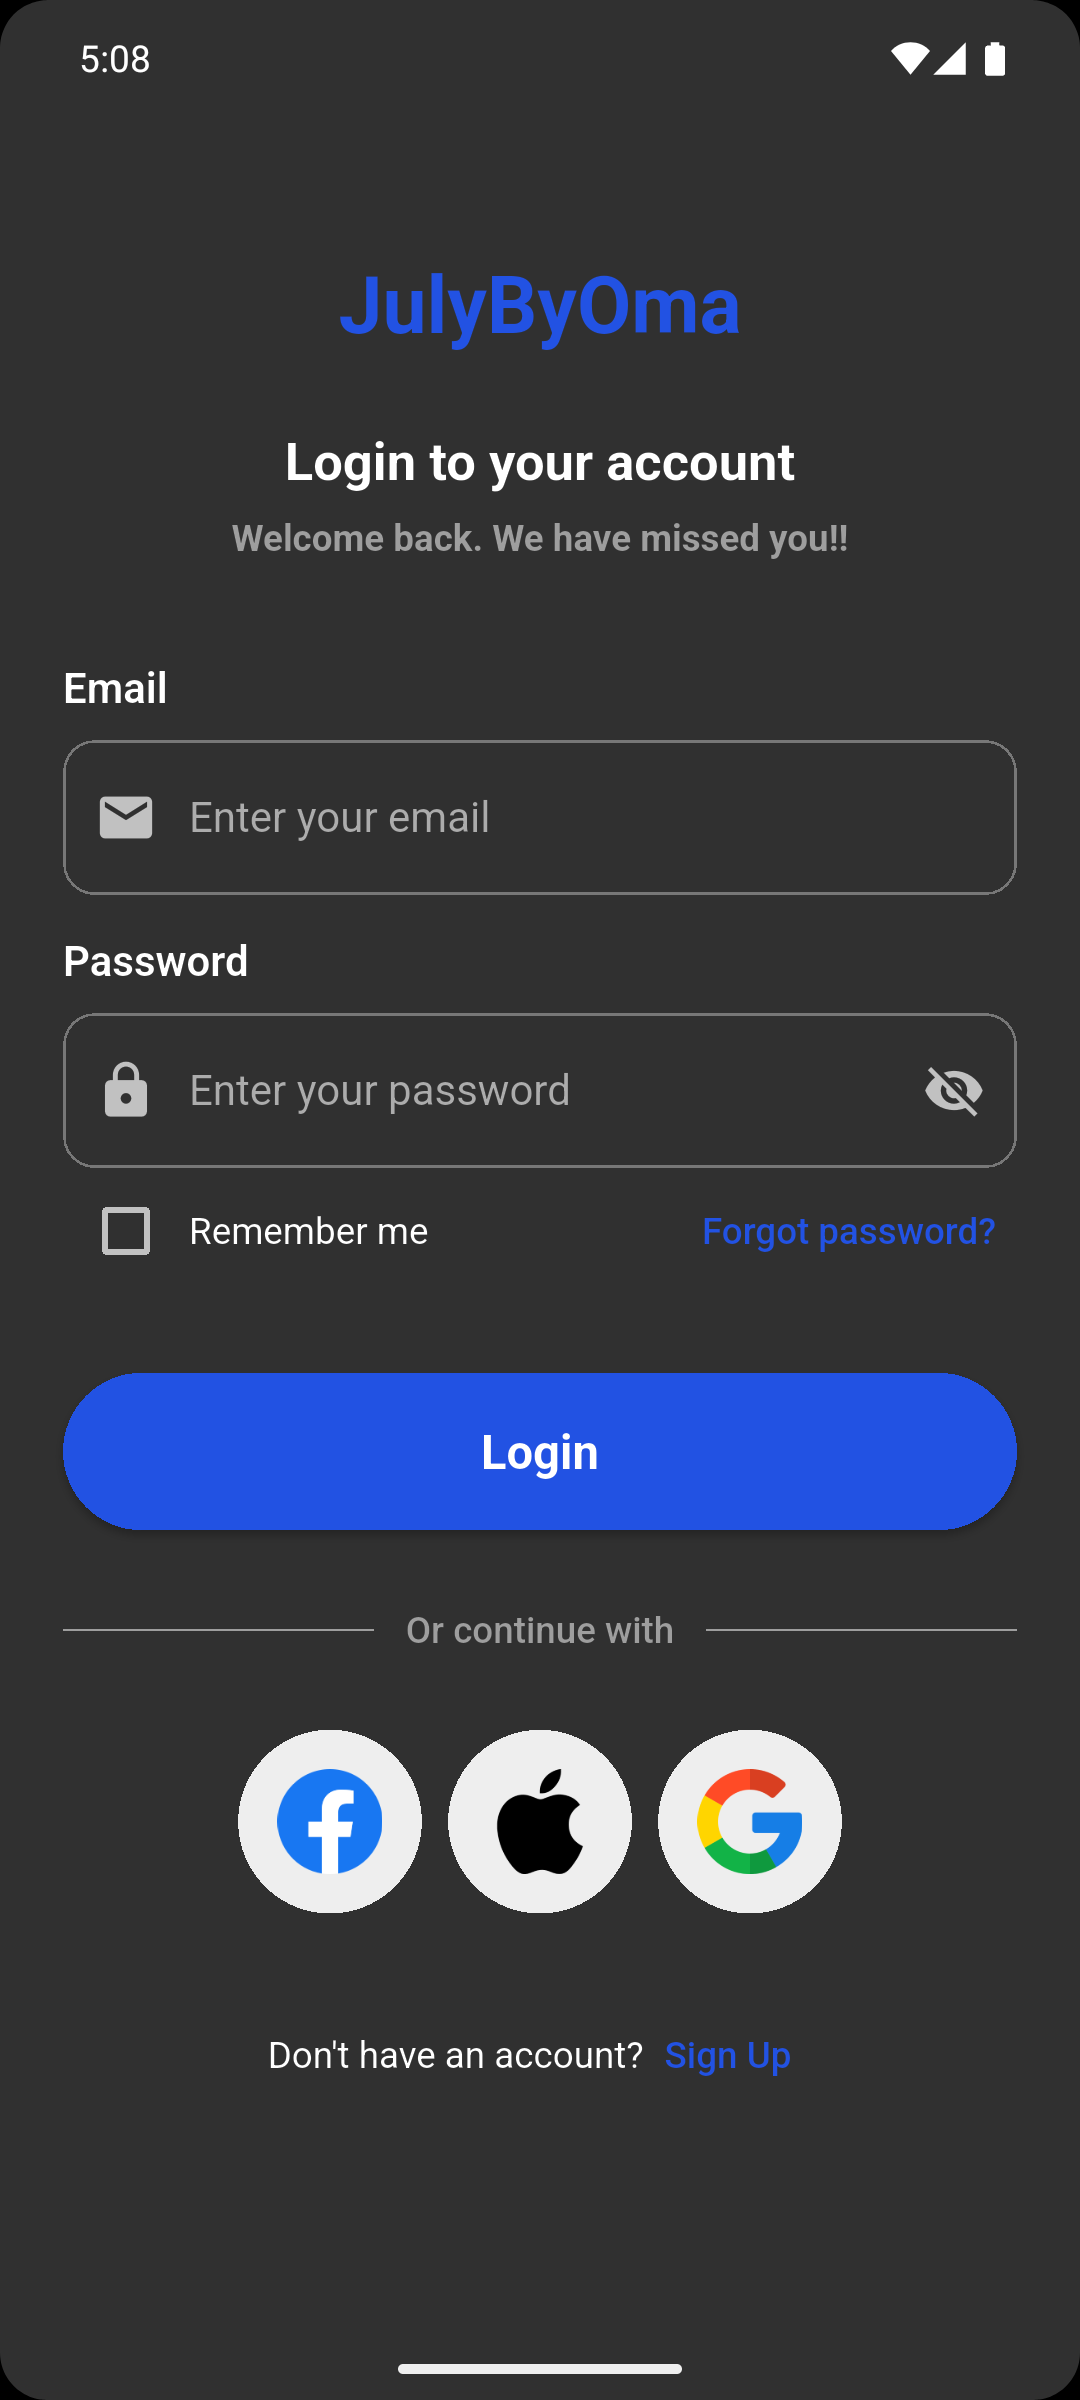 5:08
JulyByOma
Login to your account
Welcome back. We have missed you!!
Email
Enter your email
Password
Enter your password
Remember me Forgot password?
Login
Or continue with
Don't have an account? Sign Up